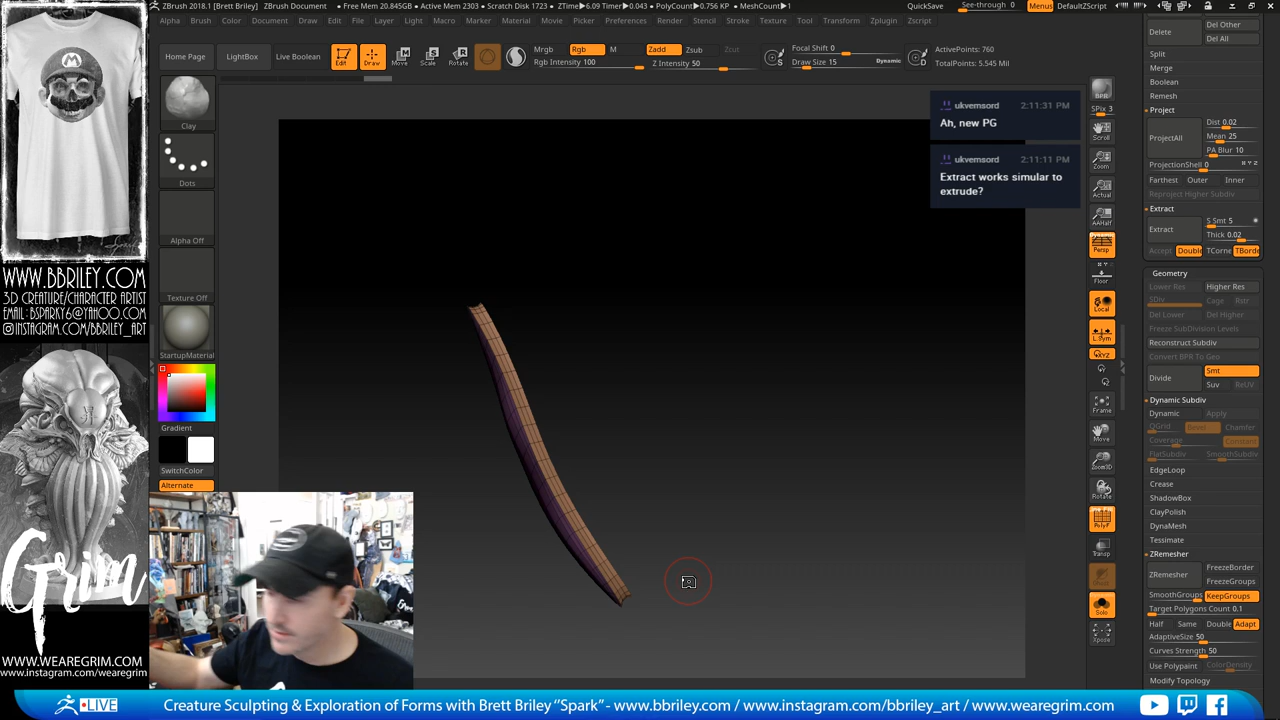 ZBrush 2018.1 [Brett Briley]   ZBrush Document   • Free Mem 20.845GB • Active Mem 2303 • Scratch Disk 1723 • ZTime▶6.09 Timer▶0.043 • PolyCount▶0.756 KP • MeshCount▶1
QuickSave
See-through 0
Menus
DefaultZScript
Alpha Brush Color Document Draw Edit File Layer Light Macro Marker Material Movie Picker Preferences Render Stencil Stroke Texture Tool Transform Zplugin Zscript
Home Page
LightBox
Live Boolean
Edit
Draw
Move
Scale
Rotate
Mrgb
Rgb
M
Rgb Intensity 100
Zadd
Zsub
Zcut
Z Intensity 50
Focal Shift 0
Draw Size 15
Dynamic
ActivePoints: 760
TotalPoints: 5.545 Mil
Clay
Dots
Alpha Off
Texture Off
StartupMaterial
Gradient
SwitchColor
Alternate
ukvemsord 2:11:31 PM
Ah, new PG
ukvemsord 2:11:11 PM
Extract works simular to
extrude?
BPR
SPix 3
Scroll
Zoom
Actual
AAHalf
Dynamic
Persp
Floor
Local
L.Sym
XYZ
Frame
Move
Zoom3D
Rotate
PolyF
Transp
Solo
Xpose
Delete
Del Other
Del All
Split
Merge
Boolean
Remesh
Project
ProjectAll
Dist 0.02
Mean 25
PA Blur 10
ProjectionShell 0
Farthest Outer Inner
Reproject Higher Subdiv
Extract
Extract
S Smt 5
Thick 0.02
Accept Double TCorne TBorde
Geometry
Lower Res Higher Res
SDiv Cage Rstr
Del Lower Del Higher
Freeze SubDivision Levels
Reconstruct Subdiv
Convert BPR To Geo
Divide
Smt
Suv ReUV
Dynamic Subdiv
Dynamic Apply
QGrid Bevel Chamfer
Coverage Constant
FlatSubdiv SmoothSubdiv
EdgeLoop
Crease
ShadowBox
ClayPolish
DynaMesh
Tessimate
ZRemesher
ZRemesher
FreezeBorder
FreezeGroups
SmoothGroups KeepGroups
Target Polygons Count 0.1
Half Same Double Adapt
AdaptiveSize 50
Curves Strength 50
Use Polypaint ColorDensity
Modify Topology
WWW.BBRILEY.COM
3D CREATURE/CHARACTER ARTIST
EMAIL: BSPARKY6@YAHOO.COM
INSTAGRAM.COM/BBRILEY_ART
Grim
WWW.WEAREGRIM.COM
www.instagram.com/wearegrim
LIVE
Creature Sculpting & Exploration of Forms with Brett Briley “Spark” - www.bbriley.com / www.bbriley_art / www.wearegrim.com